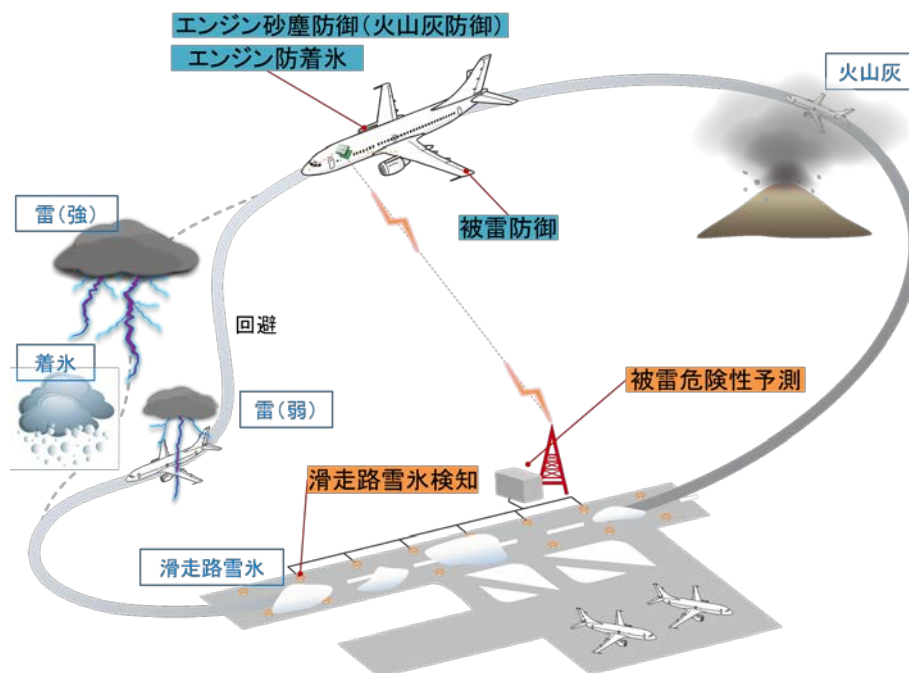 エンジン砂塵防御(火山灰防御)
エンジン防着氷
火山灰
雷(強)
被雷防御
回避
着氷
雷(弱)
被雷危険性予測
滑走路雪氷検知
滑走路雪氷